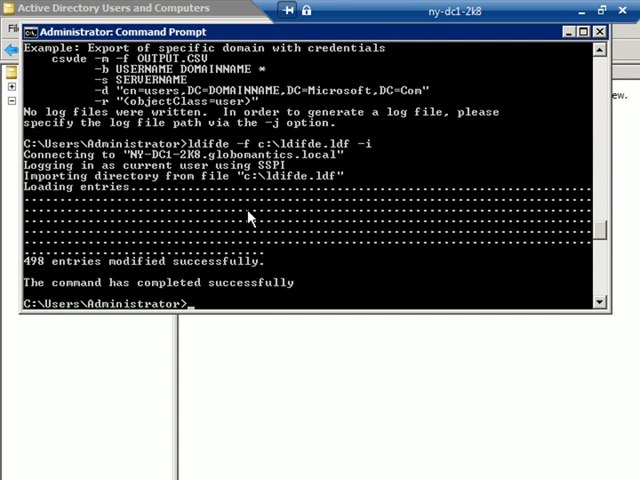 Active Directory Users and Computers
ny-dc1-2k8
Administrator: Command Prompt
Example: Export of specific domain with credentials
csvde -m -f OUTPUT.CSV
-b USERNAME DOMAINNAME *
-s SERVERNAME
-d "cn=users,DC=DOMAINNAME,DC=Microsoft,DC=Com"
-r "(objectClass=user)"
No log files were written.  In order to generate a log file, please
specify the log file path via the -j option.
C:\Users\Administrator>ldifde -f c:\ldifde.ldf -i
Connecting to "NY-DC1-2K8.globomantics.local"
Logging in as current user using SSPI
Importing directory from file "c:\ldifde.ldf"
Loading entries.....................................................................
...................................................................................
...................................................................................
...................................................................................
...................................................................................
...................................
498 entries modified successfully.
The command has completed successfully
C:\Users\Administrator>_